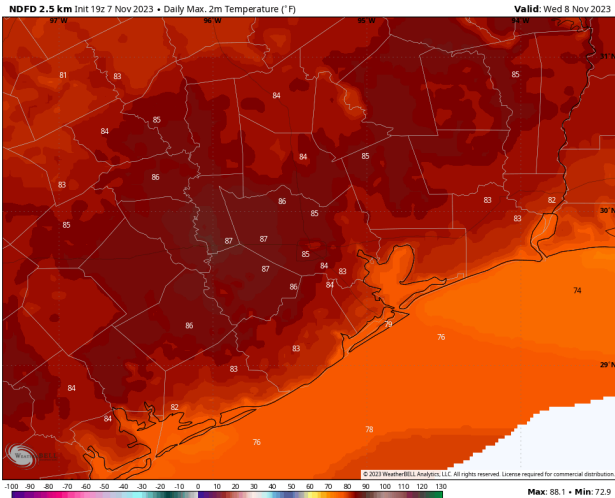 NDFD 2.5 km Init 19z 7 Nov 2023 • Daily Max. 2m Temperature (°F) Valid: Wed 8 Nov 2023
97°W 96°W 95°W 94°W
31°N
81 83 85
84
85
84
84 85
86
83 86 83 82
85 85 83 30°N
87 87
85
87 84 83
86 84 74
86 79 76
83 29°N
83
84 82
84 78
76
WEATHERBELL
© 2023 WeatherBELL Analytics, LLC. All rights reserved. License required for commercial distribution.
-100 -90 -80 -70 -60 -50 -40 -30 -20 -10 0 10 20 30 40 50 60 70 80 90 100 110 120 130 Max: 88.1 • Min: 72.9